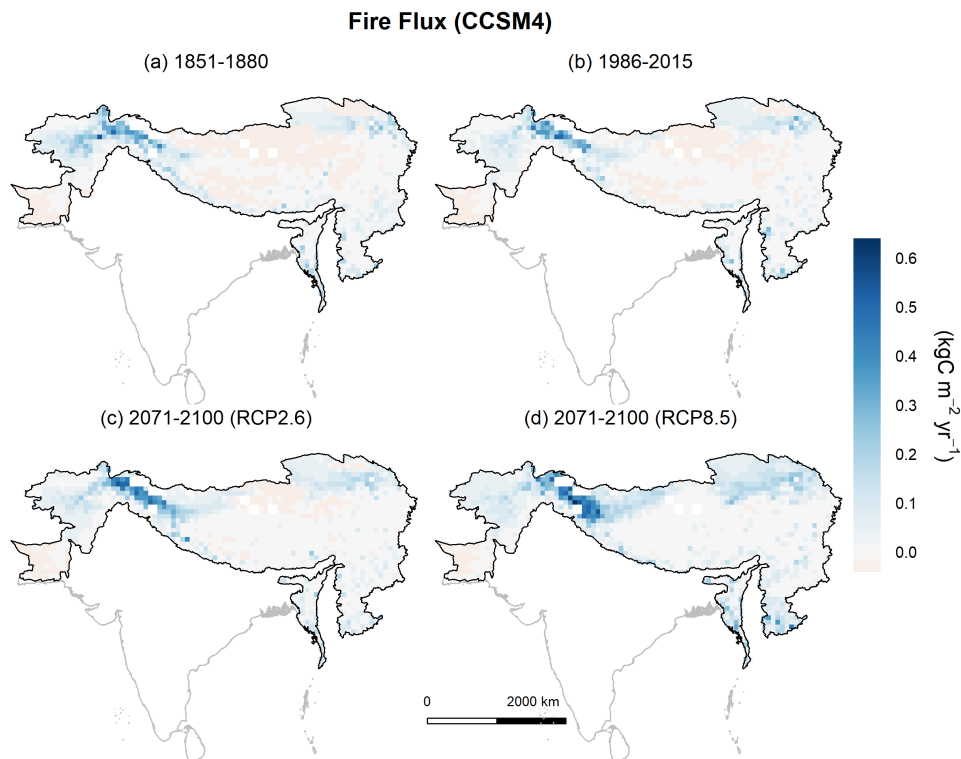 Fire Flux (CCSM4)
(a) 1851-1880
(b) 1986-2015
(c) 2071-2100 (RCP2.6)
(d) 2071-2100 (RCP8.5)
0.6
0.5
0.4
0.3
0.2
0.1
0.0
(kgC m⁻² yr⁻¹)
0 2000 km